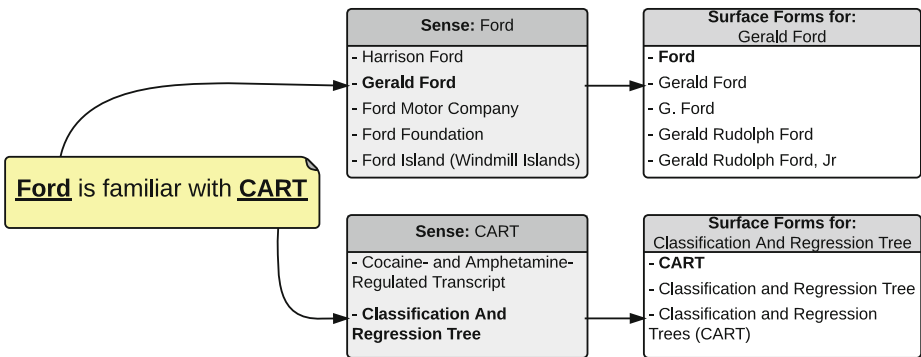 Ford is familiar with CART
Sense: Ford
- Harrison Ford
- Gerald Ford
- Ford Motor Company
- Ford Foundation
- Ford Island (Windmill Islands)
Surface Forms for:
Gerald Ford
- Ford
- Gerald Ford
- G. Ford
- Gerald Rudolph Ford
- Gerald Rudolph Ford, Jr
Sense: CART
- Cocaine- and Amphetamine-
Regulated Transcript
- Classification And
Regression Tree
Surface Forms for:
Classification And Regression Tree
- CART
- Classification and Regression Tree
- Classification and Regression
Trees (CART)